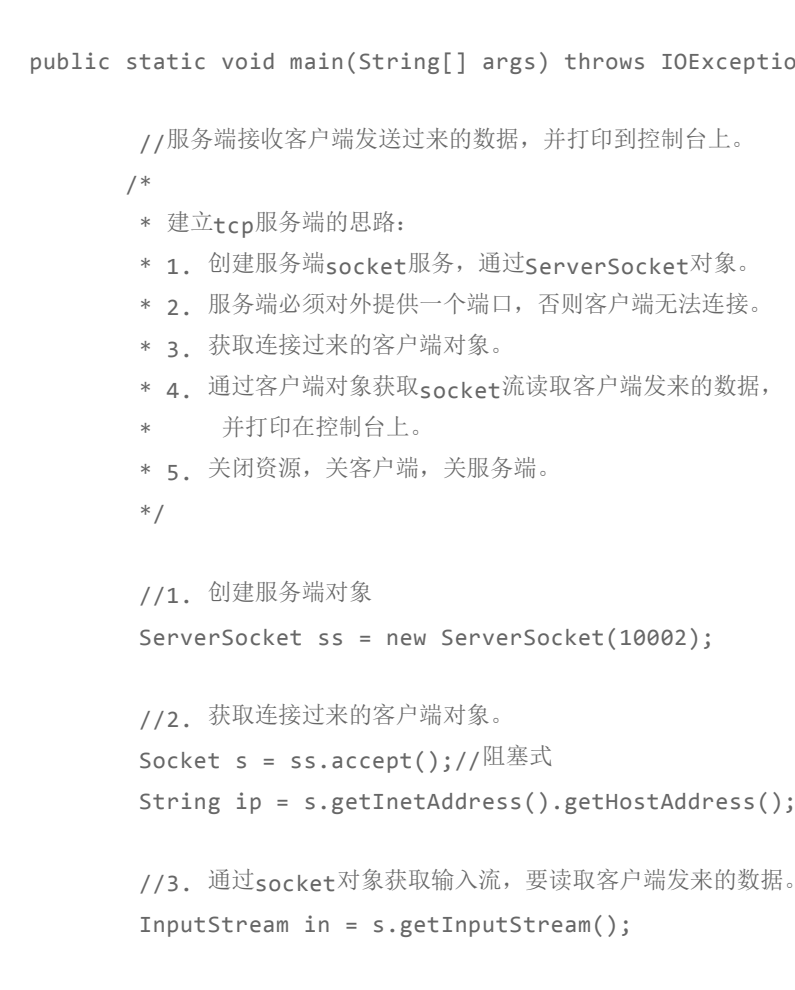 public static void main(String[] args) throws IOExceptio
//服务端接收客户端发送过来的数据，并打印到控制台上。
/*
* 建立tcp服务端的思路：
* 1. 创建服务端socket服务，通过ServerSocket对象。
* 2. 服务端必须对外提供一个端口，否则客户端无法连接。
* 3. 获取连接过来的客户端对象。
* 4. 通过客户端对象获取socket流读取客户端发来的数据，
* 并打印在控制台上。
* 5. 关闭资源，关客户端，关服务端。
*/
//1. 创建服务端对象
ServerSocket ss = new ServerSocket(10002);
//2. 获取连接过来的客户端对象。
Socket s = ss.accept();//阻塞式
String ip = s.getInetAddress().getHostAddress();
//3. 通过socket对象获取输入流，要读取客户端发来的数据。
InputStream in = s.getInputStream();